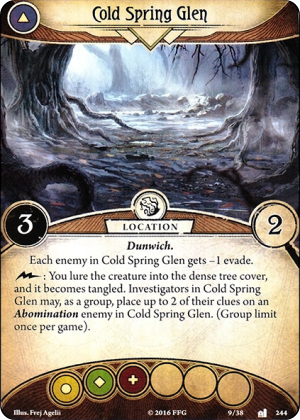 Cold Spring Glen
3
LOCATION
2
Dunwich.
Each enemy in Cold Spring Glen gets –1 evade.
: You lure the creature into the dense tree cover,
and it becomes tangled. Investigators in Cold Spring
Glen may, as a group, place up to 2 of their clues on an
Abomination enemy in Cold Spring Glen. (Group limit
once per game).
Illus. Frej Agelii
© 2016 FFG
9/38
244